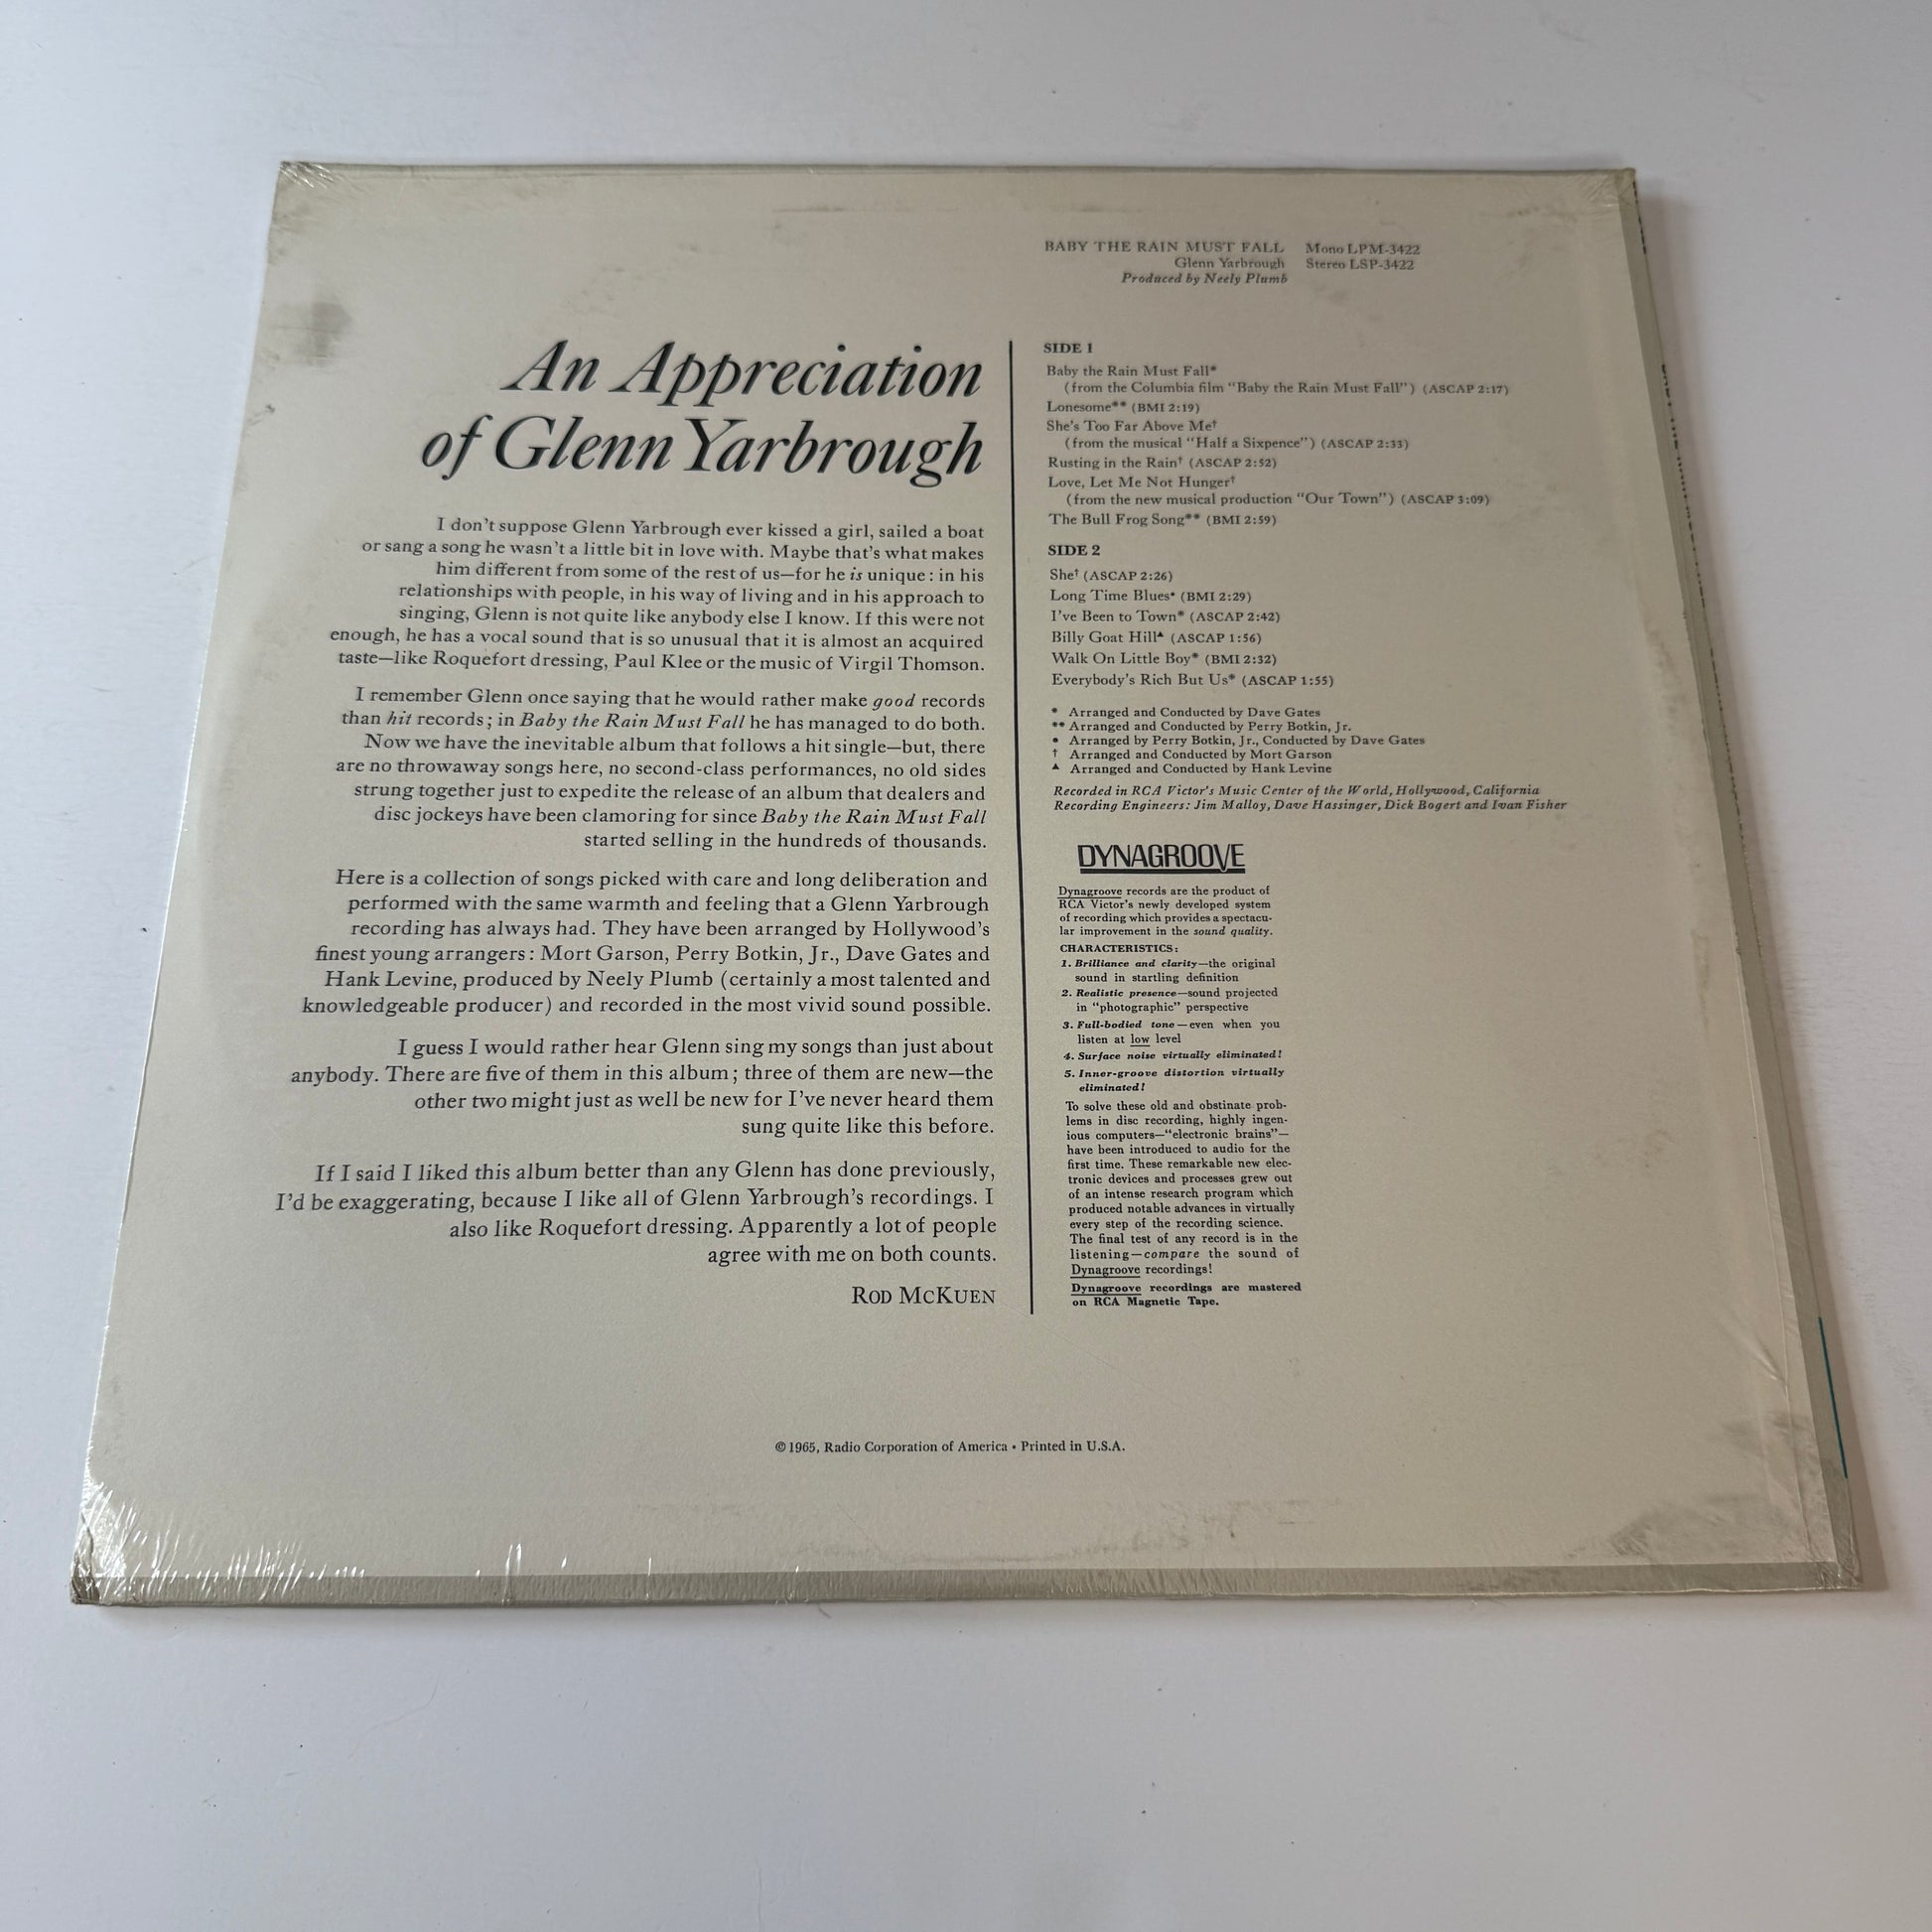 BABY THE RAIN MUST FALL Mono LPM-3422
Glenn Yarbrough Stereo LSP-3422
Produced by Neely Plumb
An Appreciation
of Glenn Yarbrough
I don't suppose Glenn Yarbrough ever kissed a girl, sailed a boat
or sang a song he wasn't a little bit in love with. Maybe that's what makes
him different from some of the rest of us—for he is unique: in his
relationships with people, in his way of living and in his approach to
singing, Glenn is not quite like anybody else I know. If this were not
enough, he has a vocal sound that is so unusual that it is almost an acquired
taste—like Roquefort dressing, Paul Klee or the music of Virgil Thomson.
I remember Glenn once saying that he would rather make good records
than hit records; in Baby the Rain Must Fall he has managed to do both.
Now we have the inevitable album that follows a hit single—but, there
are no throwaway songs here, no second-class performances, no old sides
strung together just to expedite the release of an album that dealers and
disc jockeys have been clamoring for since Baby the Rain Must Fall
started selling in the hundreds of thousands.
Here is a collection of songs picked with care and long deliberation and
performed with the same warmth and feeling that a Glenn Yarbrough
recording has always had. They have been arranged by Hollywood's
finest young arrangers: Mort Garson, Perry Botkin, Jr., Dave Gates and
Hank Levine, produced by Neely Plumb (certainly a most talented and
knowledgeable producer) and recorded in the most vivid sound possible.
I guess I would rather hear Glenn sing my songs than just about
anybody. There are five of them in this album; three of them are new—the
other two might just as well be new for I've never heard them
sung quite like this before.
If I said I liked this album better than any Glenn has done previously,
I'd be exaggerating, because I like all of Glenn Yarbrough's recordings. I
also like Roquefort dressing. Apparently a lot of people
agree with me on both counts.
ROD MCKUEN
SIDE 1
Baby the Rain Must Fall*
(from the Columbia film "Baby the Rain Must Fall") (ASCAP 2:17)
Lonesome** (BMI 2:19)
She's Too Far Above Me†
(from the musical "Half a Sixpence") (ASCAP 2:33)
Rusting in the Rain† (ASCAP 2:52)
Love, Let Me Not Hunger†
(from the new musical production "Our Town") (ASCAP 3:09)
The Bull Frog Song** (BMI 2:59)
SIDE 2
She† (ASCAP 2:26)
Long Time Blues• (BMI 2:29)
I've Been to Town* (ASCAP 2:42)
Billy Goat Hill▲ (ASCAP 1:56)
Walk On Little Boy* (BMI 2:32)
Everybody's Rich But Us* (ASCAP 1:55)
* Arranged and Conducted by Dave Gates
** Arranged and Conducted by Perry Botkin, Jr.
• Arranged by Perry Botkin, Jr., Conducted by Dave Gates
† Arranged and Conducted by Mort Garson
▲ Arranged and Conducted by Hank Levine
Recorded in RCA Victor's Music Center of the World, Hollywood, California
Recording Engineers: Jim Malloy, Dave Hassinger, Dick Bogert and Ivan Fisher
DYNAGROOVE
Dynagroove records are the product of
RCA Victor's newly developed system
of recording which provides a spectacu-
lar improvement in the sound quality.
CHARACTERISTICS:
1. Brilliance and clarity—the original
sound in startling definition
2. Realistic presence—sound projected
in "photographic" perspective
3. Full-bodied tone—even when you
listen at low level
4. Surface noise virtually eliminated!
5. Inner-groove distortion virtually
eliminated!
To solve these old and obstinate prob-
lems in disc recording, highly ingen-
ious computers—"electronic brains"—
have been introduced to audio for the
first time. These remarkable new elec-
tronic devices and processes grew out
of an intense research program which
produced notable advances in virtually
every step of the recording science.
The final test of any record is in the
listening—compare the sound of
Dynagroove recordings!
Dynagroove recordings are mastered
on RCA Magnetic Tape.
©1965, Radio Corporation of America • Printed in U.S.A.